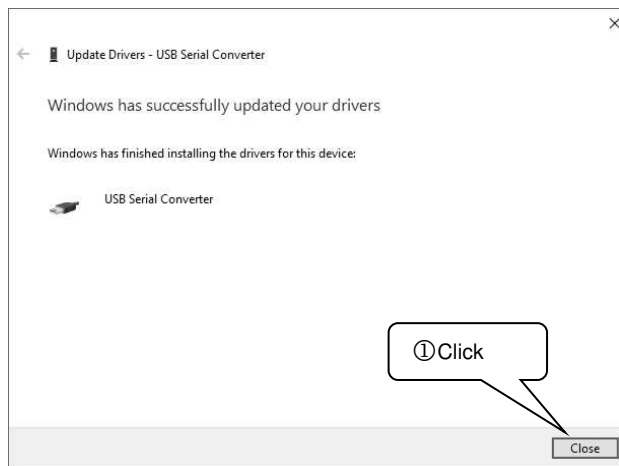 Update Drivers - USB Serial Converter
Windows has successfully updated your drivers
Windows has finished installing the drivers for this device:
USB Serial Converter
①Click
Close